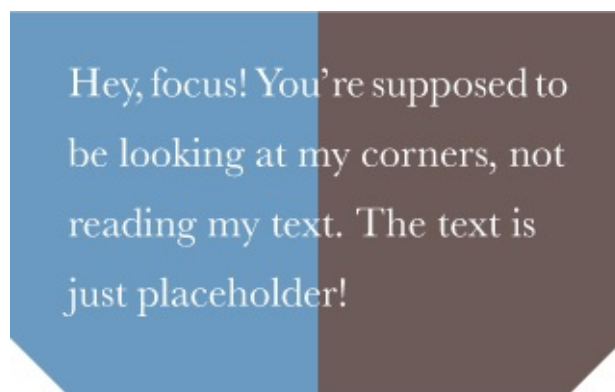 Hey, focus! You’re supposed to
be looking at my corners, not
reading my text. The text is
just placeholder!